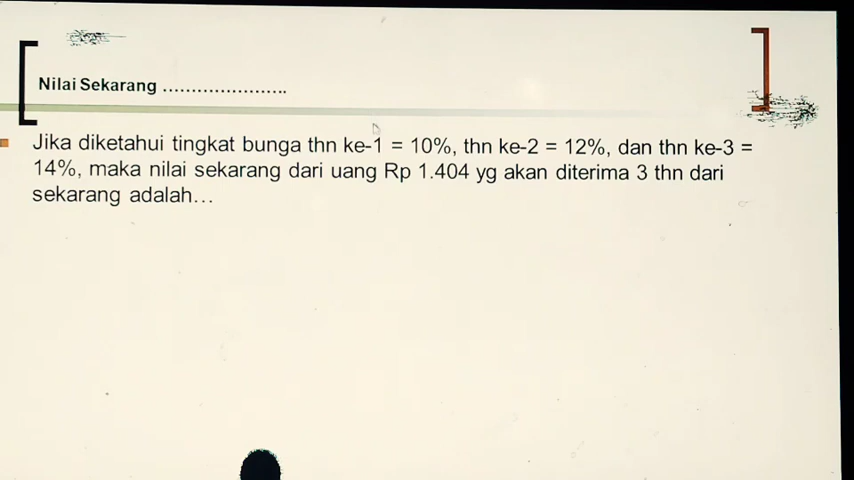 Nilai Sekarang ......................
Jika diketahui tingkat bunga thn ke-1 = 10%, thn ke-2 = 12%, dan thn ke-3 =
14%, maka nilai sekarang dari uang Rp 1.404 yg akan diterima 3 thn dari
sekarang adalah…